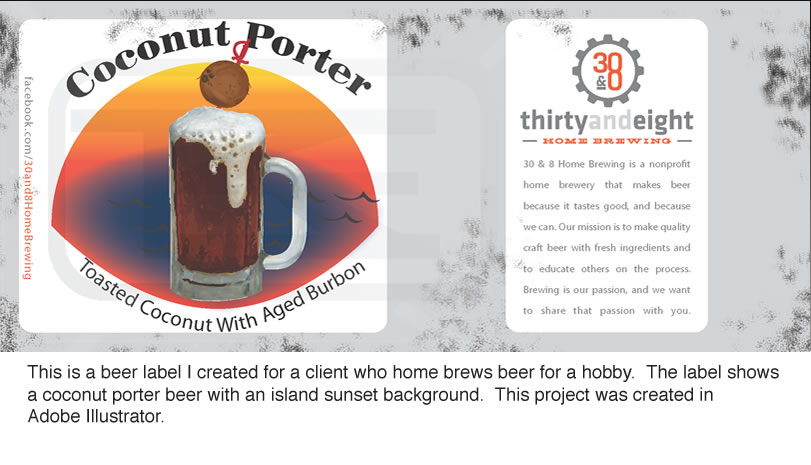 Coconut Porter
facebook.com/30and8HomeBrewing
Toasted Coconut With Aged Burbon
30
&
8
thirtyandeight
HOME BREWING
30 & 8 Home Brewing is a nonprofit
home brewery that makes beer
because it tastes good, and because
we can. Our mission is to make quality
craft beer with fresh ingredients and
to educate others on the process.
Brewing is our passion, and we want
to share that passion with you.
This is a beer label I created for a client who home brews beer for a hobby.  The label shows
a coconut porter beer with an island sunset background.  This project was created in
Adobe Illustrator.